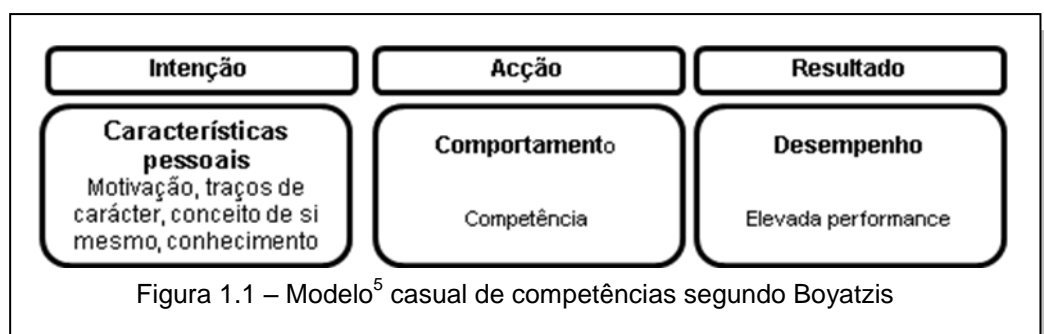 Intenção
Acção
Resultado
Características
pessoais
Motivação, traços de
carácter, conceito de si
mesmo, conhecimento
Comportamento
Competência
Desempenho
Elevada performance
Figura 1.1 – Modelo5 casual de competências segundo Boyatzis